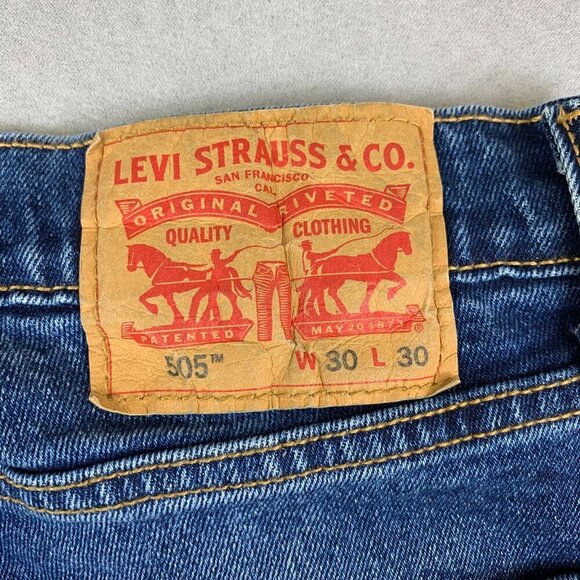 LEVI STRAUSS & CO.
SAN FRANCISCO
CAL.
ORIGINAL RIVETED
QUALITY CLOTHING
PATENTED MAY 20 1873
505™ W 30 L 30